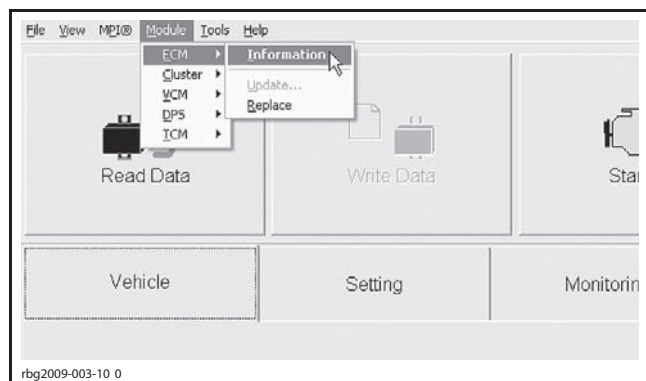 File View MPI® Module Tools Help
ECM Information
Cluster
VCM Update...
DPS Replace
TCM
Read Data Write Data Star
Vehicle Setting Monitorin
rbg2009-003-10 0